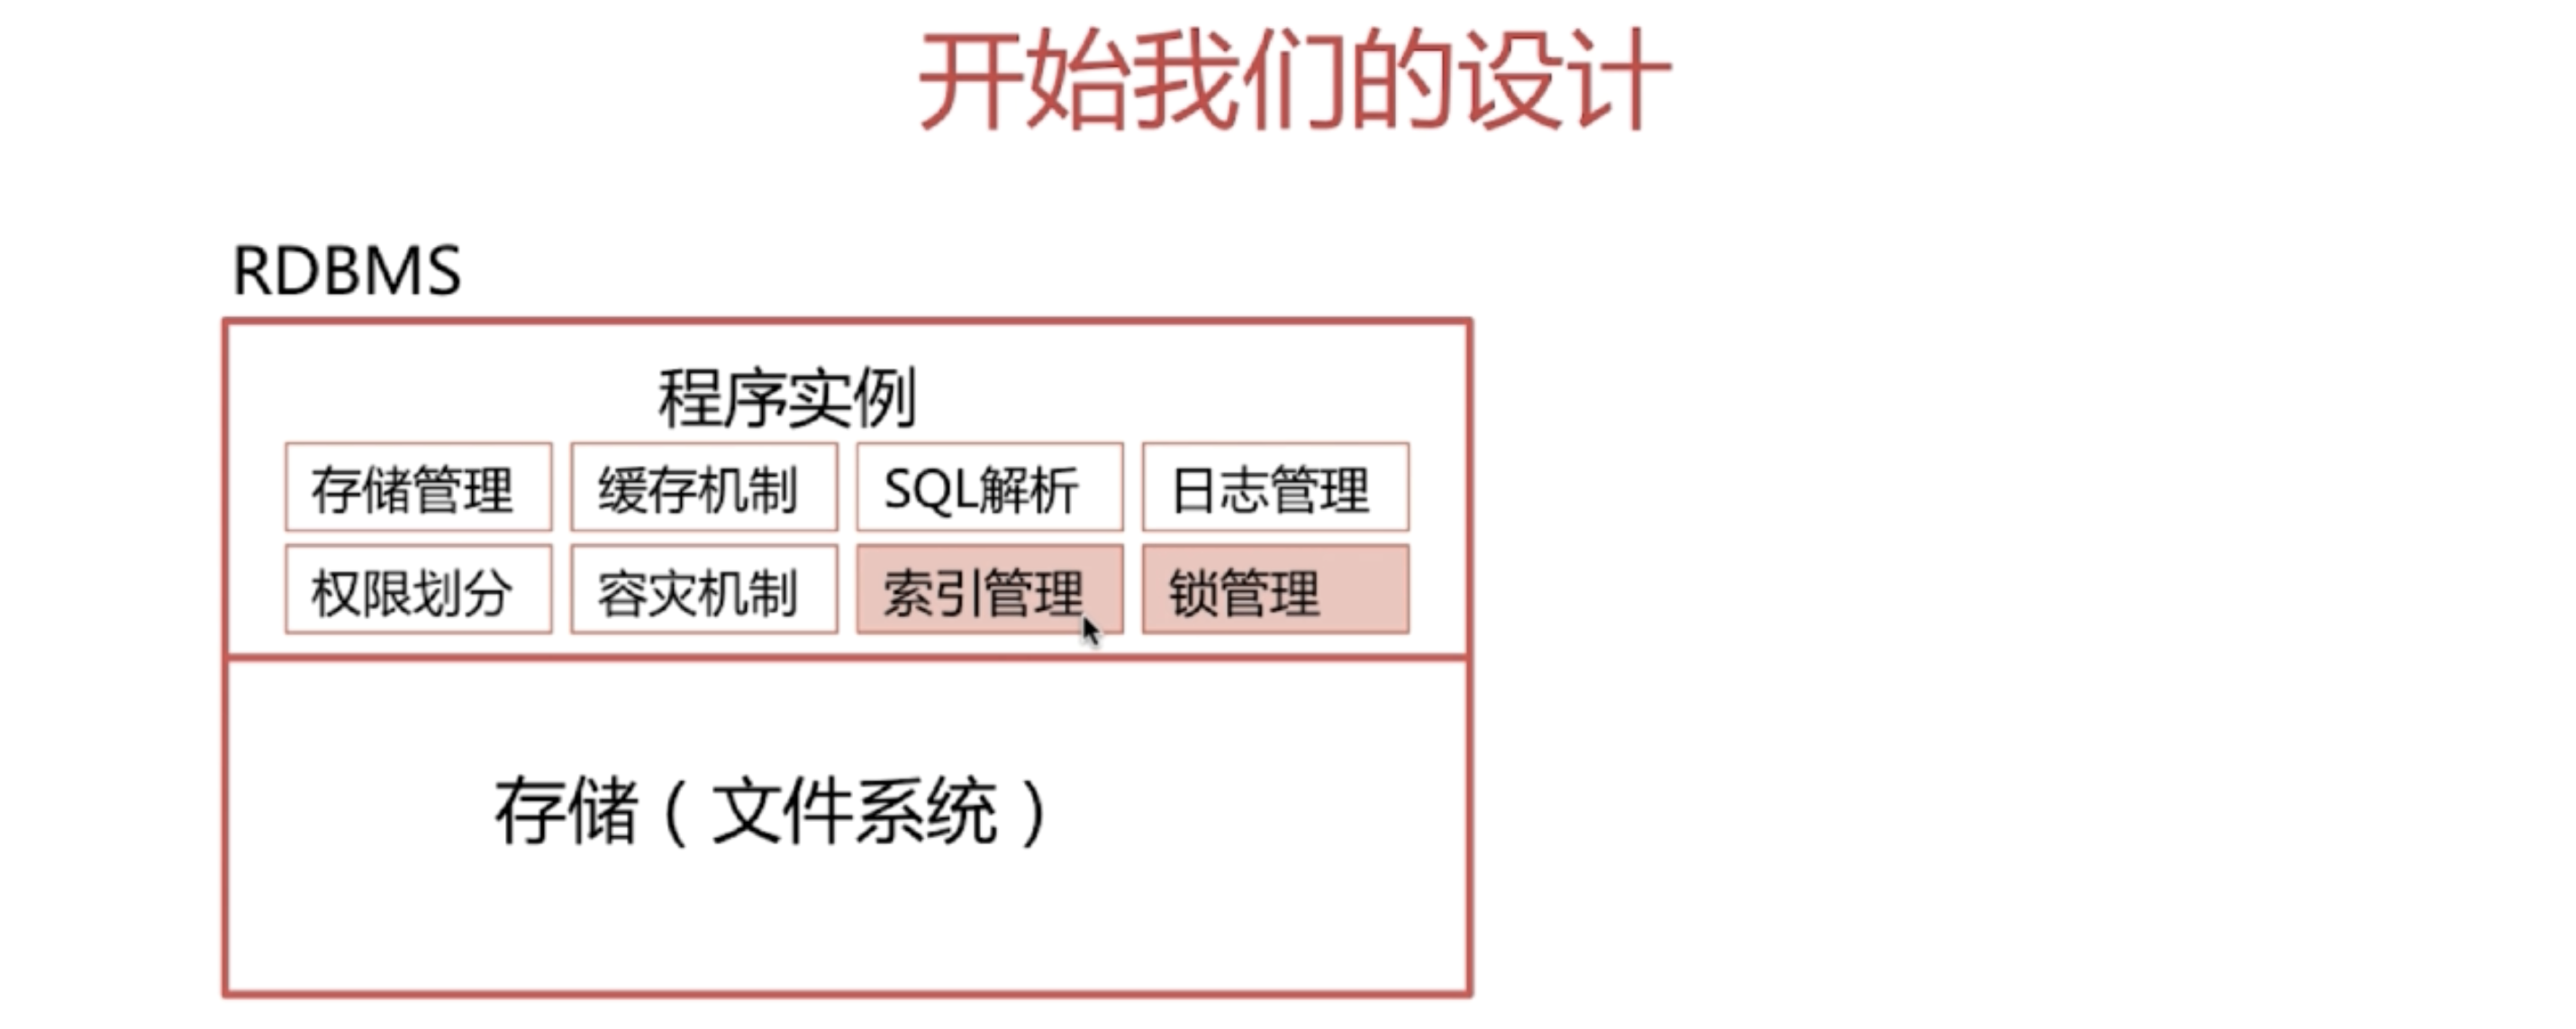 开始我们的设计
RDBMS
程序实例
存储管理 缓存机制 SQL解析 日志管理
权限划分 容灾机制 索引管理 锁管理
存储（文件系统）